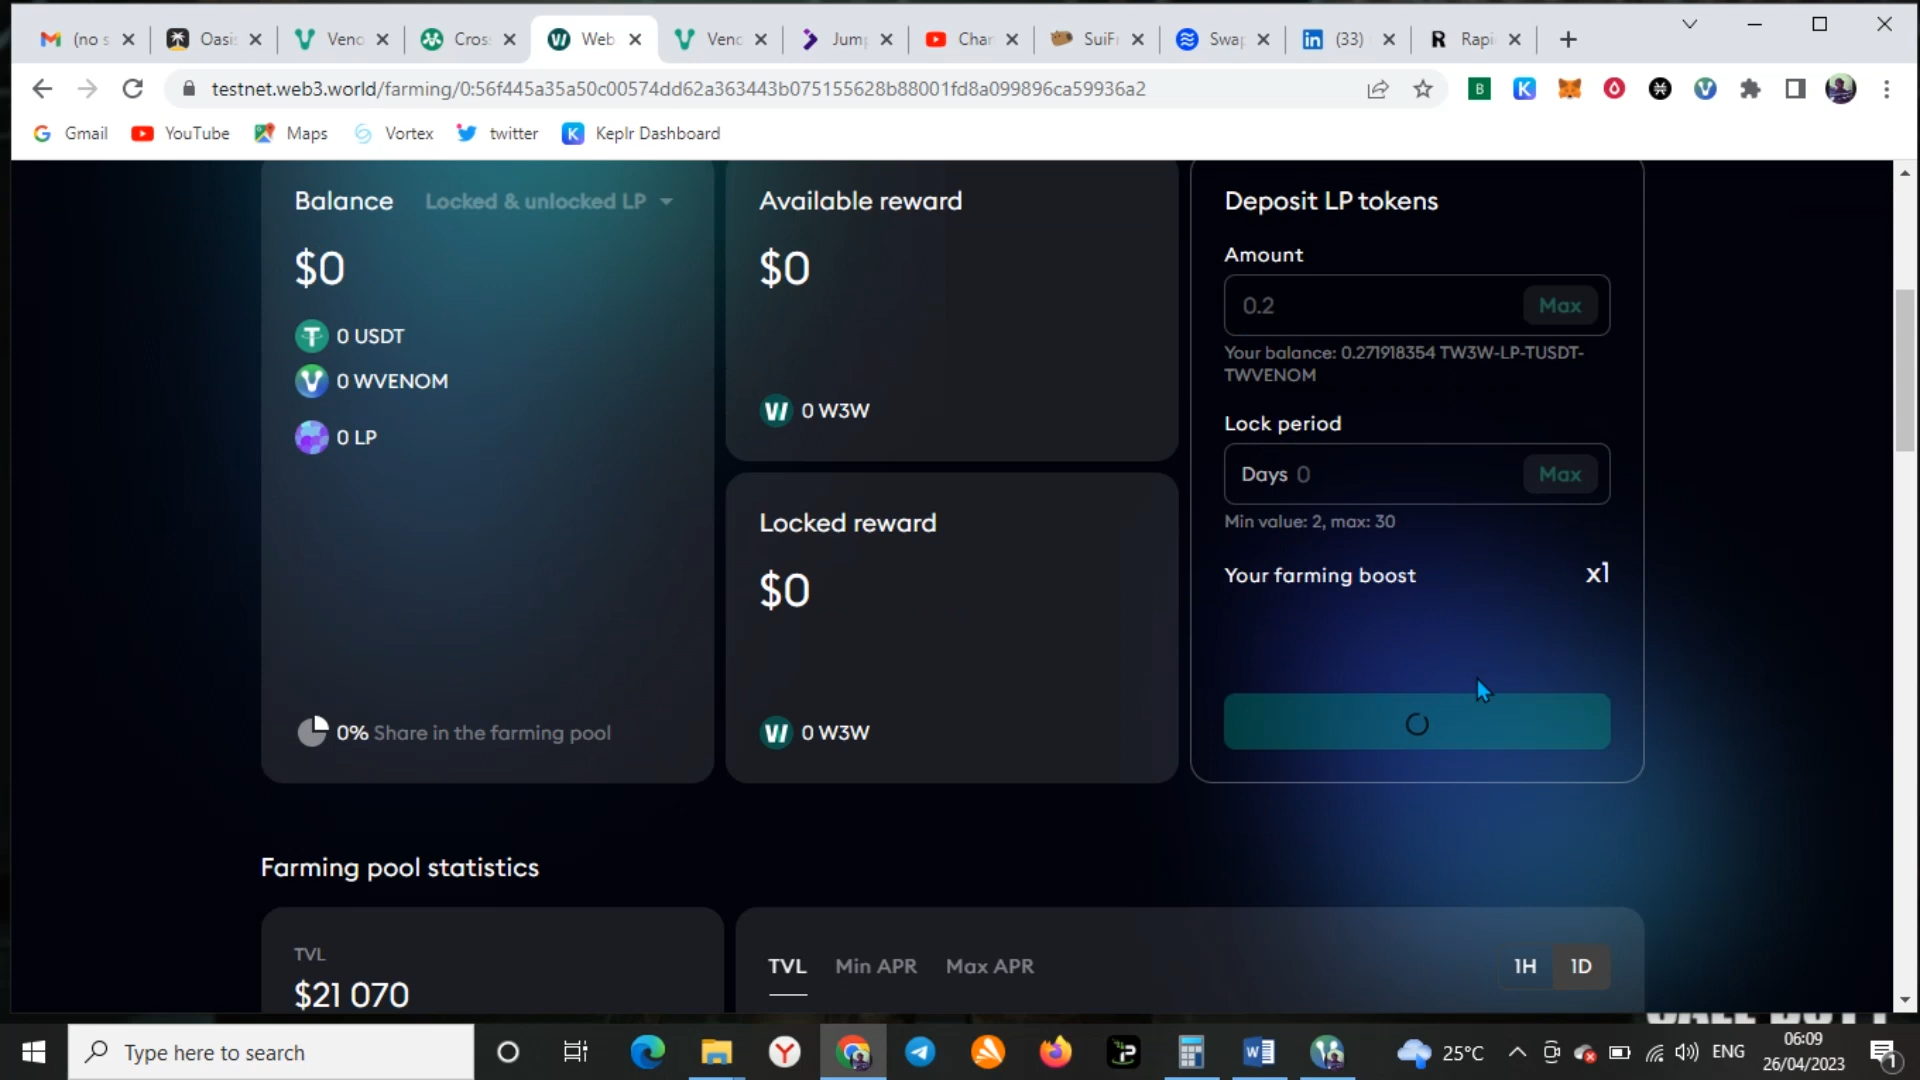 (no s
Oasi
Veno
Cros
Web
Veno
Jum
Char
SuiFr
Swap
(33)
Rapi
testnet.web3.world/farming/0:56f445a35a50c00574dd62a363443b075155628b88001fd8a099896ca59936a2
Gmail
YouTube
Maps
Vortex
twitter
Keplr Dashboard
Balance
Locked & unlocked LP
$0
0 USDT
0 WVENOM
0 LP
0% Share in the farming pool
Available reward
$0
0 W3W
Locked reward
$0
0 W3W
Deposit LP tokens
Amount
0.2
Max
Your balance: 0.271918354 TW3W-LP-TUSDT-
TWVENOM
Lock period
Days 0
Max
Min value: 2, max: 30
Your farming boost
x1
Farming pool statistics
TVL
$21 070
TVL
Min APR
Max APR
1H
1D
Type here to search
25°C
ENG
06:09
26/04/2023
1